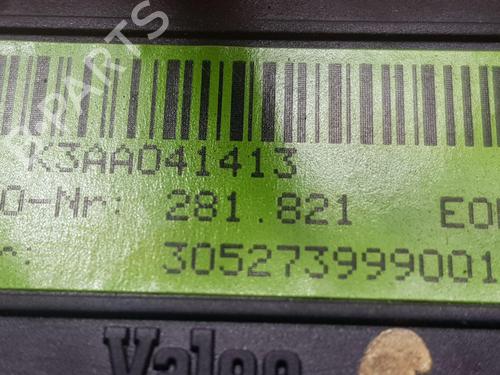 K3AA041413
0-Nr: 281.821 E0
r: 305273999001
Valeo